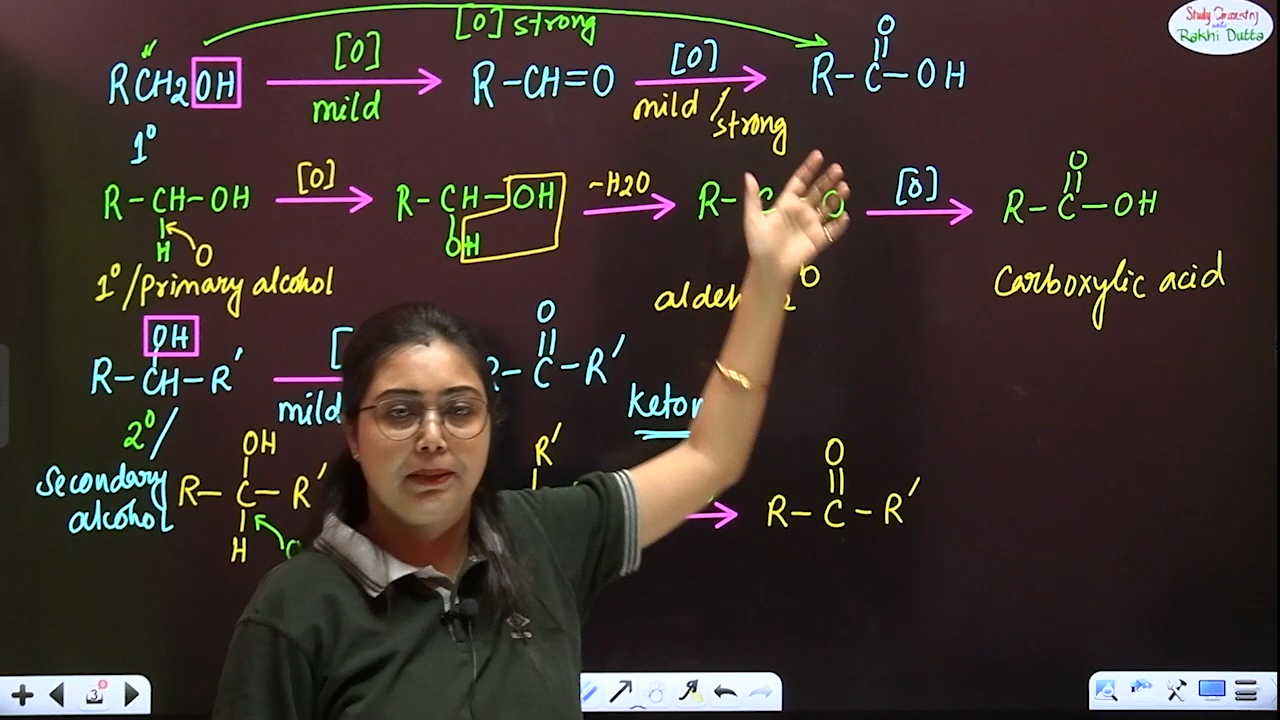 Study Chemistry
with
Rakhi Dutta
[O] strong
RCH2OH [O] mild R-CH=O [O] mild/strong R-C-OH
O
||
1°
R-CH-OH [O] R-CH-OH -H2O R- [O] R-C-OH
H O OH O
1°/Primary alcohol
Carboxylic acid
OH
R-CH-R' mild C-R'
O
||
2°/
Secondary
alcohol
OH
R-C-R' R' R-C-R'
H O
3